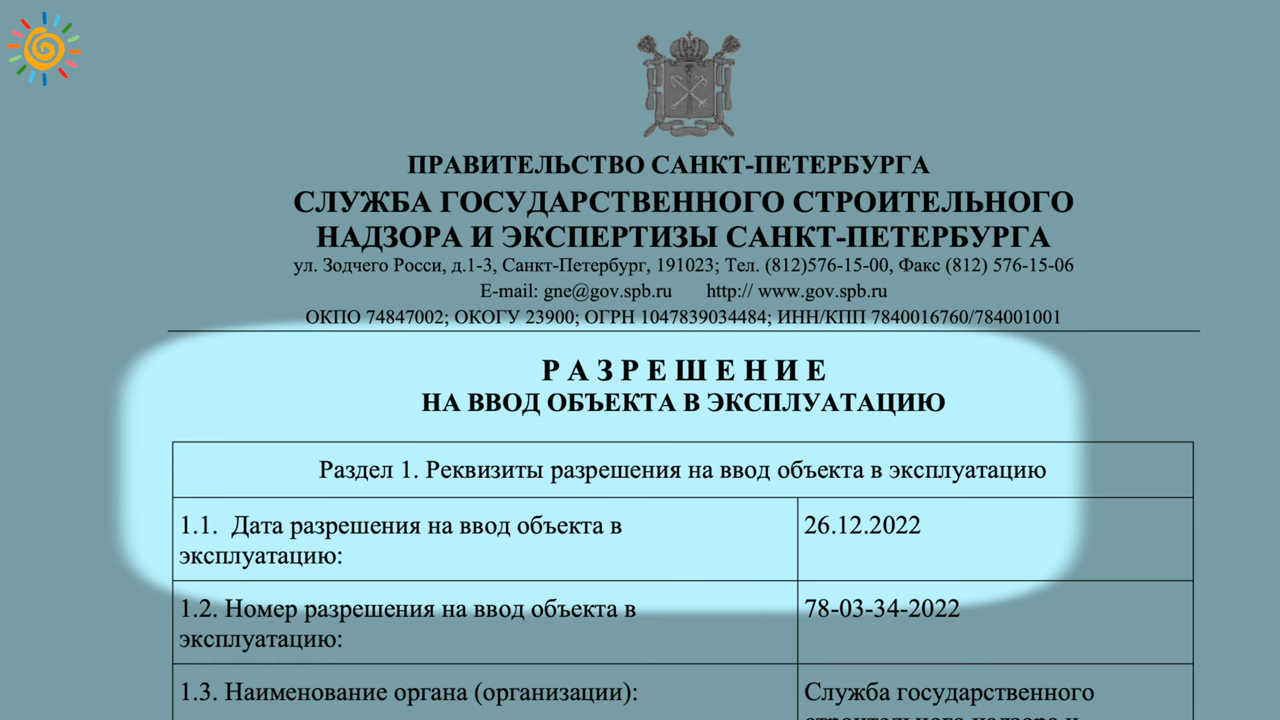 ПРАВИТЕЛЬСТВО САНКТ-ПЕТЕРБУРГА
СЛУЖБА ГОСУДАРСТВЕННОГО СТРОИТЕЛЬНОГО
НАДЗОРА И ЭКСПЕРТИЗЫ САНКТ-ПЕТЕРБУРГА
ул. Зодчего Росси, д.1-3, Санкт-Петербург, 191023; Тел. (812)576-15-00, Факс (812) 576-15-06
E-mail: gne@gov.spb.ru http:// www.gov.spb.ru
ОКПО 74847002; ОКОГУ 23900; ОГРН 1047839034484; ИНН/КПП 7840016760/784001001
Р А З Р Е Ш Е Н И Е
НА ВВОД ОБЪЕКТА В ЭКСПЛУАТАЦИЮ
Раздел 1. Реквизиты разрешения на ввод объекта в эксплуатацию
1.1. Дата разрешения на ввод объекта в
эксплуатацию:
26.12.2022
1.2. Номер разрешения на ввод объекта в
эксплуатацию:
78-03-34-2022
1.3. Наименование органа (организации):
Служба государственного
строительного надзора и